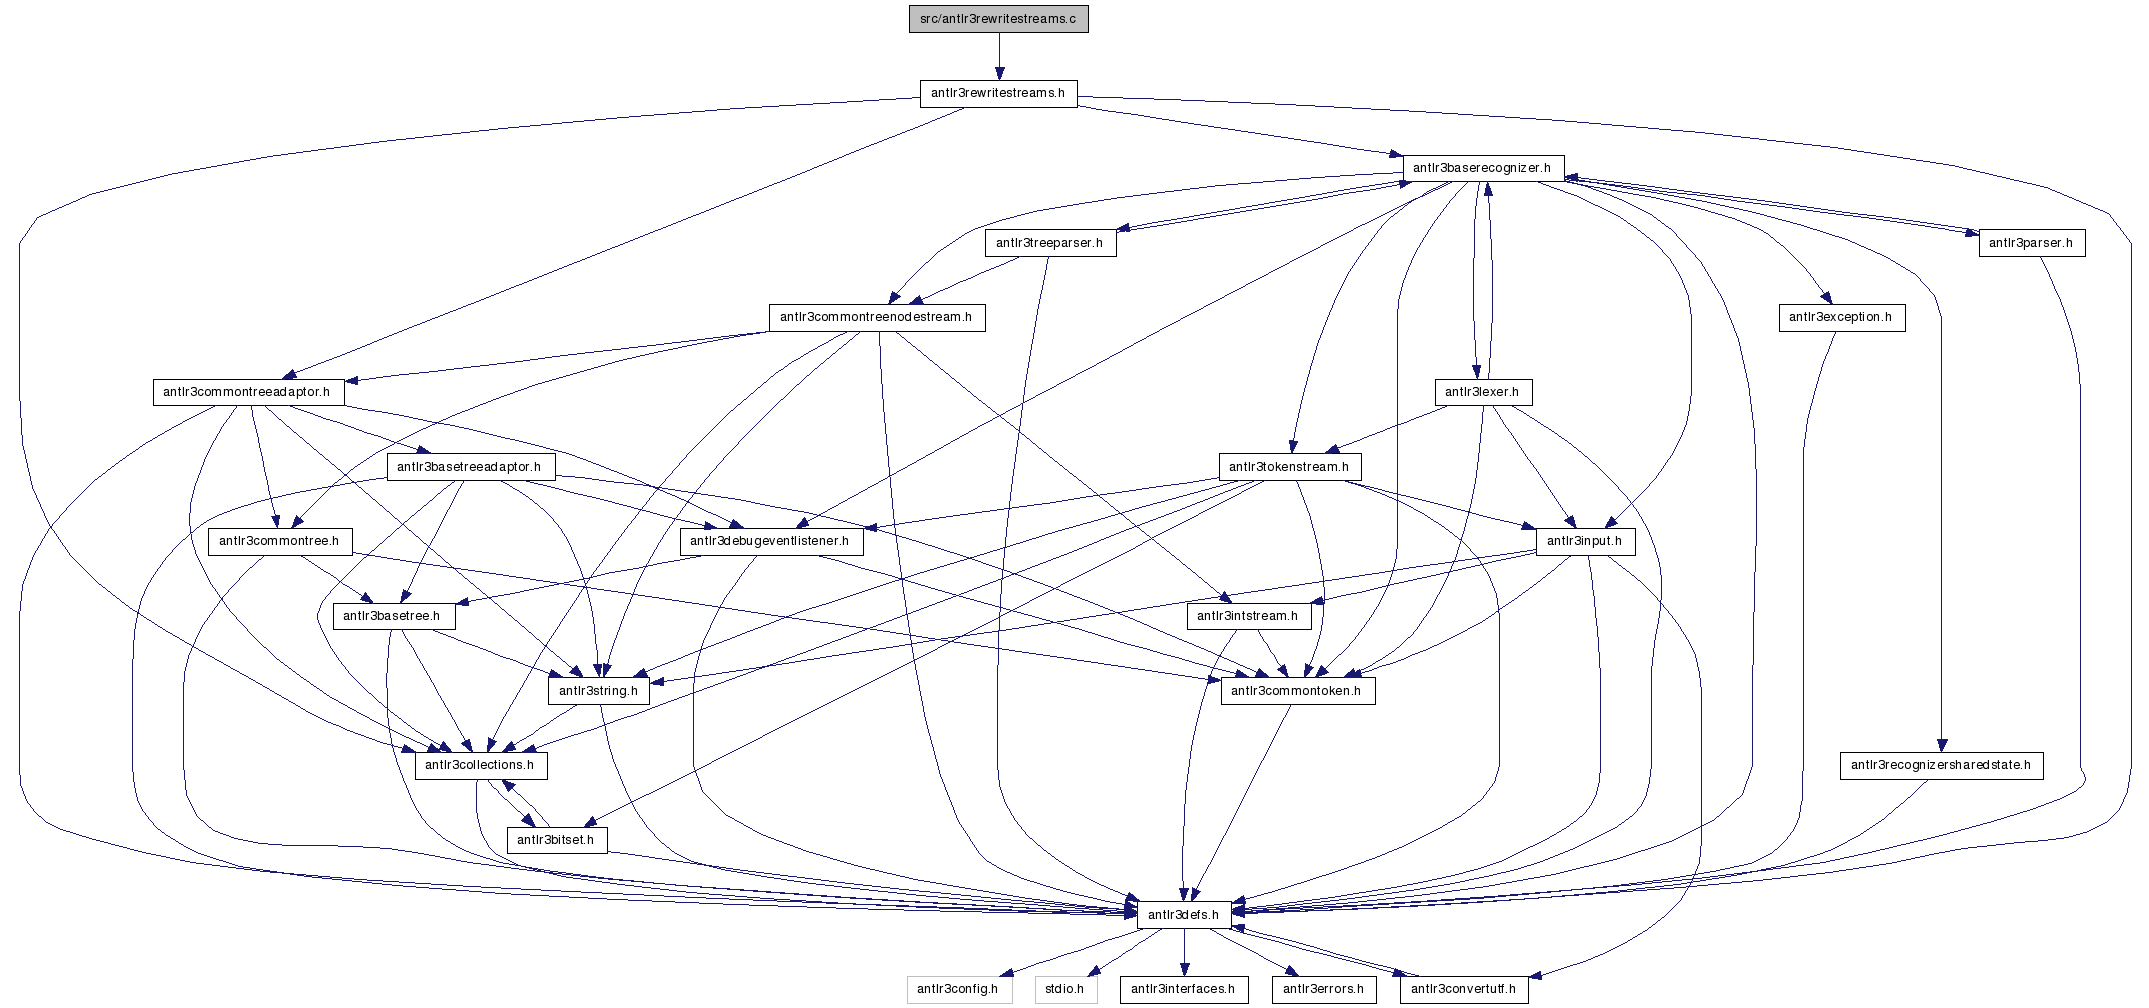 src/antlr3rewritestreams.c
antlr3rewritestreams.h
antlr3baserecognizer.h
antlr3treeparser.h
antlr3parser.h
antlr3commontreenodestream.h
antlr3exception.h
antlr3commontreeadaptor.h
antlr3lexer.h
antlr3basetreeadaptor.h
antlr3tokenstream.h
antlr3commontree.h
antlr3debugeventlistener.h
antlr3input.h
antlr3basetree.h
antlr3intstream.h
antlr3string.h
antlr3commontoken.h
antlr3collections.h
antlr3recognizersharedstate.h
antlr3bitset.h
antlr3defs.h
antlr3config.h
stdio.h
antlr3interfaces.h
antlr3errors.h
antlr3convertutf.h